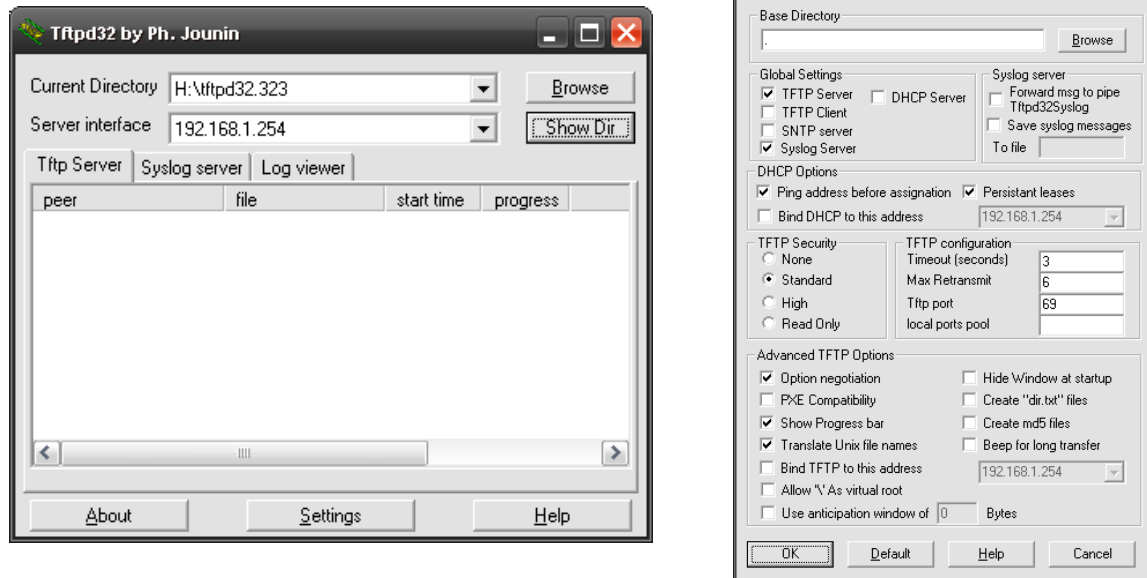 Tftpd32 by Ph. Jounin
Current Directory H:\tftpd32.323 Browse
Server interface 192.168.1.254 Show Dir
Tftp Server Syslog server Log viewer
peer file start time progress
About Settings Help
Base Directory
. Browse
Global Settings
TFTP Server DHCP Server
TFTP Client
SNTP server
Syslog Server
Syslog server
Forward msg to pipe
Tftpd32Syslog
Save syslog messages
To file
DHCP Options
Ping address before assignation Persistant leases
Bind DHCP to this address 192.168.1.254
TFTP Security
None
Standard
High
Read Only
TFTP configuration
Timeout (seconds) 3
Max Retransmit 6
Tftp port 69
local ports pool
Advanced TFTP Options
Option negotiation Hide Window at startup
PXE Compatibility Create "dir.txt" files
Show Progress bar Create md5 files
Translate Unix file names Beep for long transfer
Bind TFTP to this address 192.168.1.254
Allow '\' As virtual root
Use anticipation window of 0 Bytes
OK Default Help Cancel